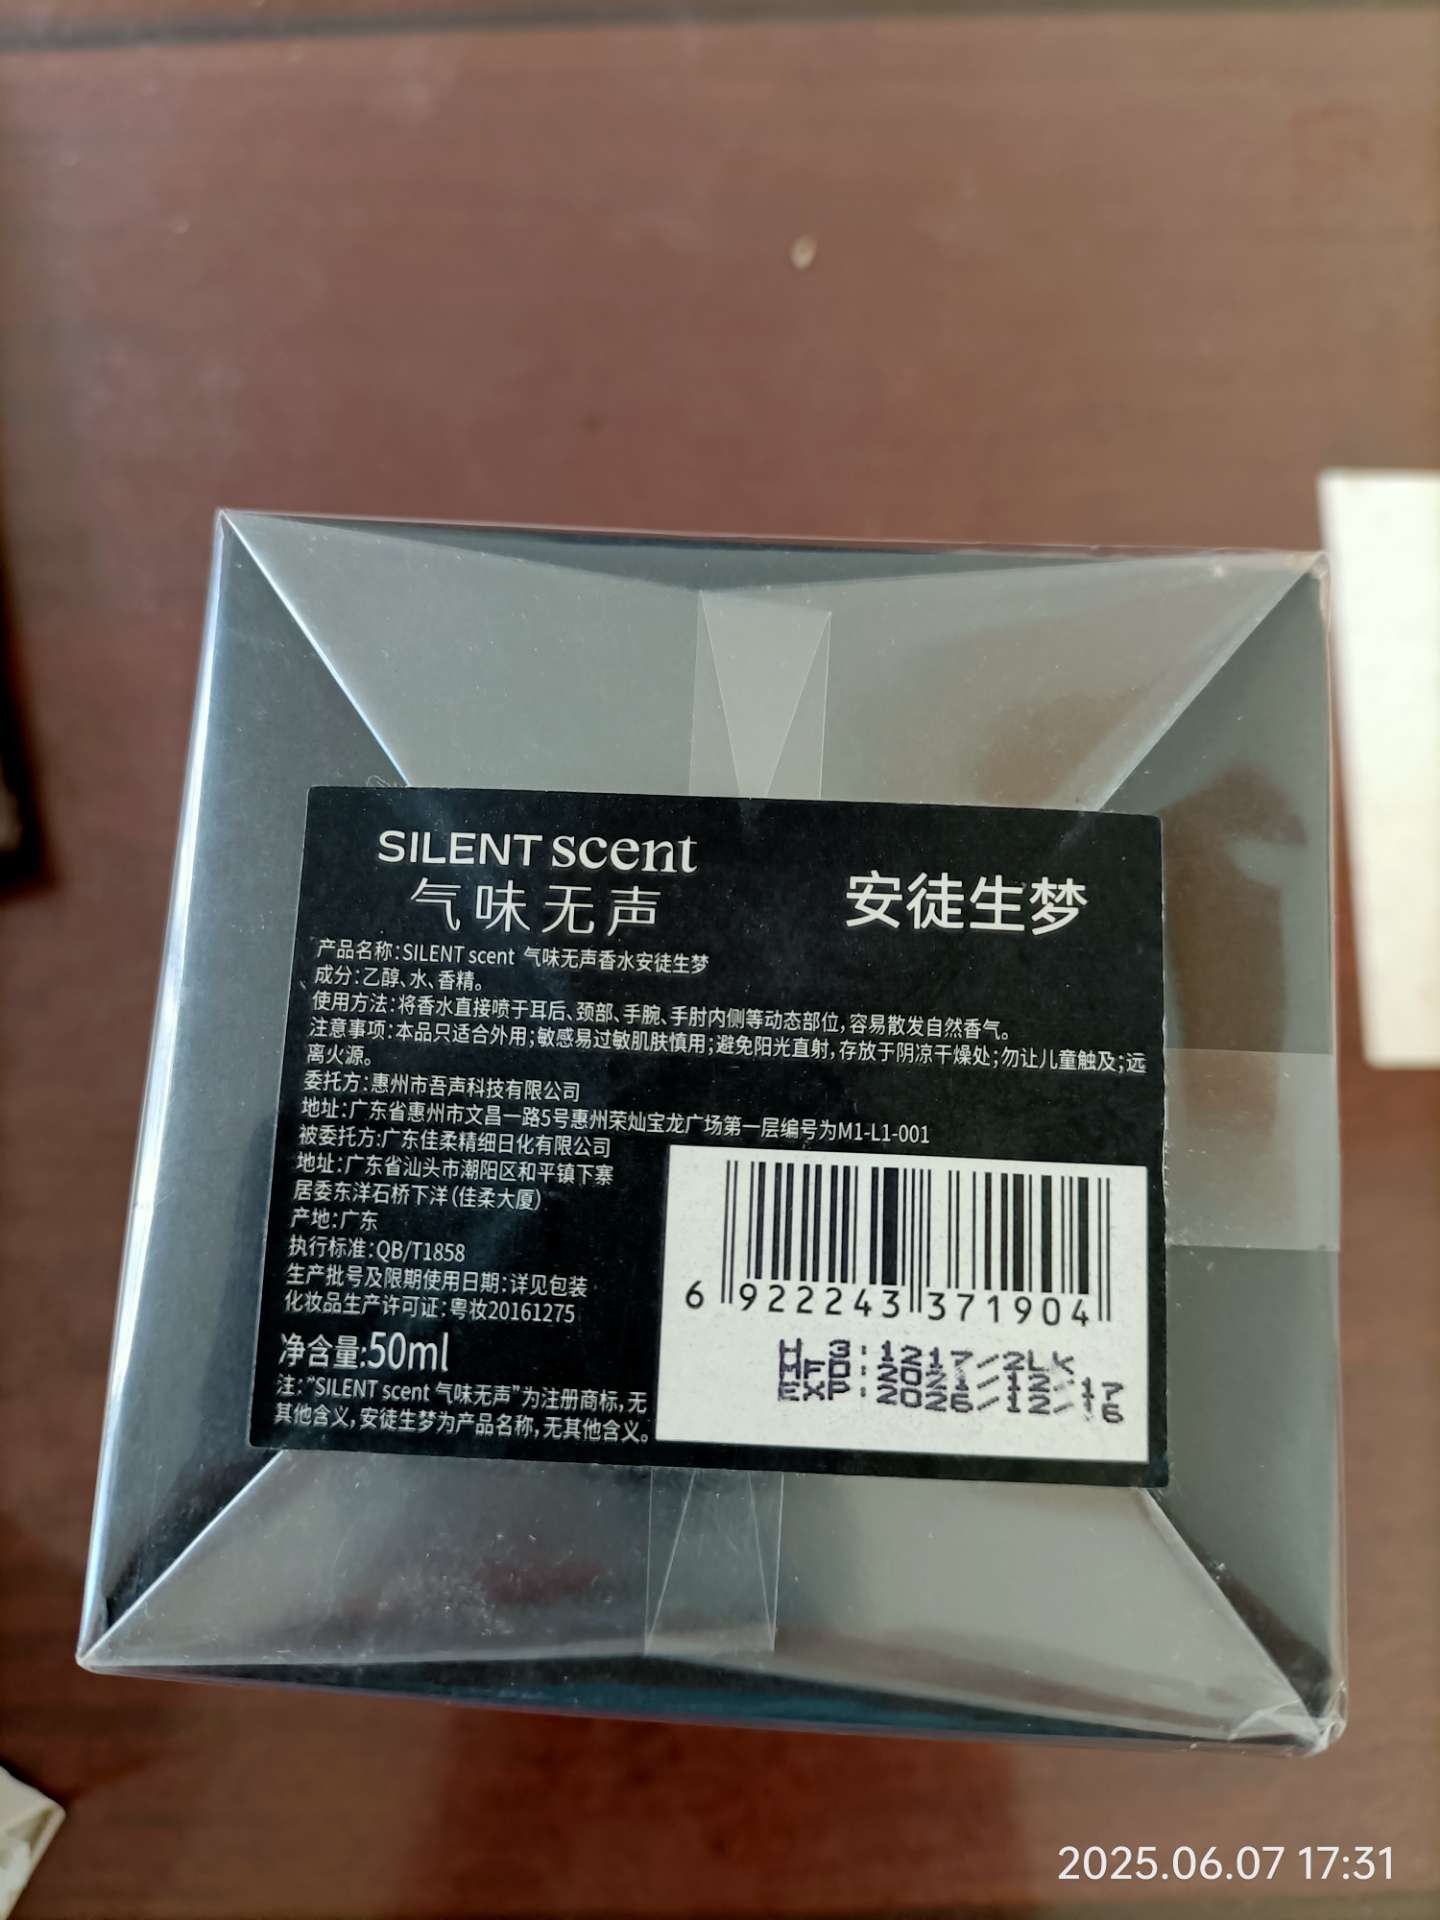 SILENT scent
气味无声
安徒生梦
产品名称:SILENT scent 气味无声香水安徒生梦
成分:乙醇、水、香精。
使用方法:将香水直接喷于耳后、颈部、手腕、手肘内侧等动态部位,容易散发自然香气。
注意事项:本品只适合外用;敏感易过敏肌肤慎用;避免阳光直射,存放于阴凉干燥处;勿让儿童触及;远
离火源。
委托方:惠州市吾声科技有限公司
地址:广东省惠州市文昌一路5号惠州荣灿宝龙广场第一层编号为M1-L1-001
被委托方:广东佳柔精细日化有限公司
地址:广东省汕头市潮阳区和平镇下寨
居委东洋石桥下洋(佳柔大厦)
产地:广东
执行标准:QB/T1858
生产批号及限期使用日期:详见包装
化妆品生产许可证:粤妆20161275
净含量:50ml
注:"SILENT scent 气味无声"为注册商标,无
其他含义,安徒生梦为产品名称,无其他含义。
6 922243 371904
1217/2LK
MFD:2021/12/17
EXP:2026/12/16
2025.06.07 17:31